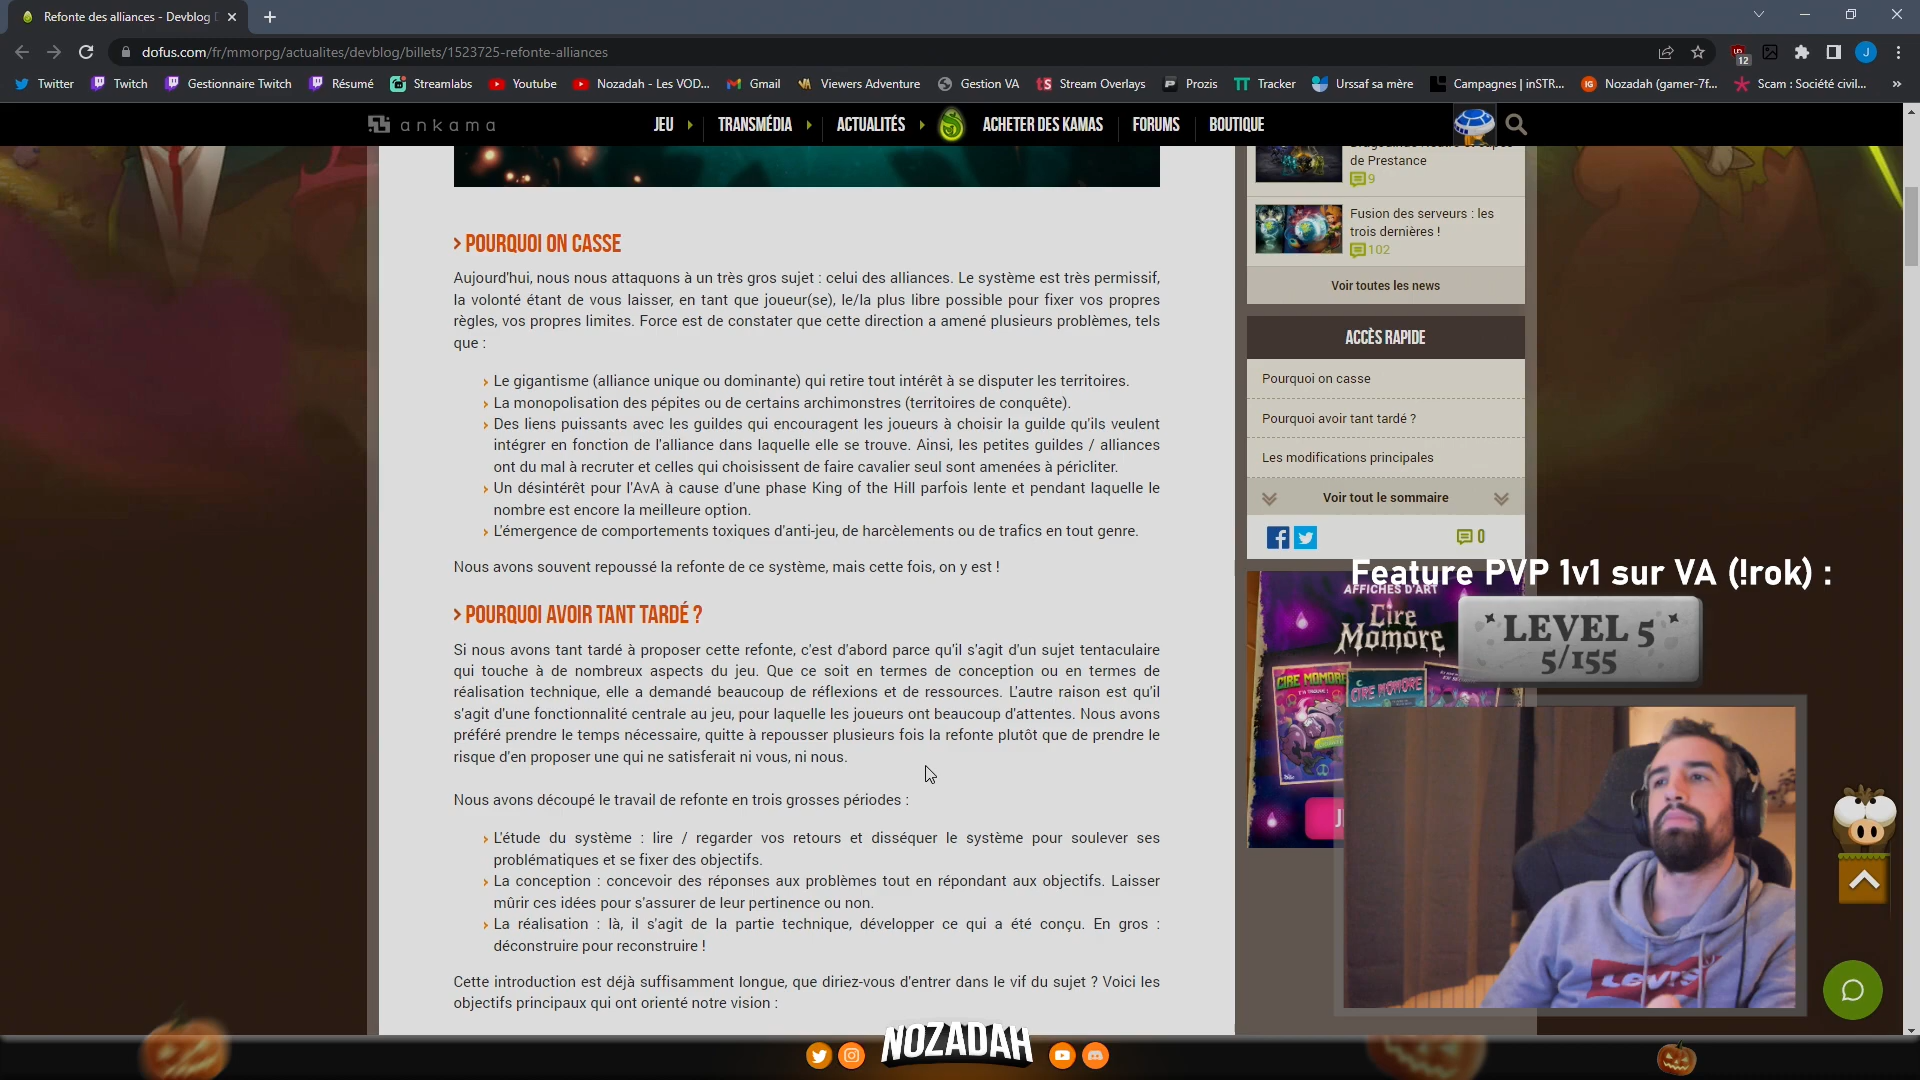 Refonte des alliances - Devblog
dofus.com/fr/mmorpg/actualites/devblog/billets/1523725-refonte-alliances
12
J
Twitter
Twitch
Gestionnaire Twitch
Résumé
Streamlabs
Youtube
Nozadah - Les VOD...
Gmail
Viewers Adventure
Gestion VA
Stream Overlays
Prozis
Tracker
Urssaf sa mère
Campagnes | inSTR...
Nozadah (gamer-7f...
Scam : Société civil...
ankama
JEU
TRANSMÉDIA
ACTUALITÉS
ACHETER DES KAMAS
FORUMS
BOUTIQUE
POURQUOI ON CASSE
Aujourd'hui, nous nous attaquons à un très gros sujet : celui des alliances. Le système est très permissif,
la volonté étant de vous laisser, en tant que joueur(se), le/la plus libre possible pour fixer vos propres
règles, vos propres limites. Force est de constater que cette direction a amené plusieurs problèmes, tels
que :
Le gigantisme (alliance unique ou dominante) qui retire tout intérêt à se disputer les territoires.
La monopolisation des pépites ou de certains archimonstres (territoires de conquête).
Des liens puissants avec les guildes qui encouragent les joueurs à choisir la guilde qu'ils veulent
intégrer en fonction de l'alliance dans laquelle elle se trouve. Ainsi, les petites guildes / alliances
ont du mal à recruter et celles qui choisissent de faire cavalier seul sont amenées à péricliter.
Un désintérêt pour l'AvA à cause d'une phase King of the Hill parfois lente et pendant laquelle le
nombre est encore la meilleure option.
L'émergence de comportements toxiques d'anti-jeu, de harcèlements ou de trafics en tout genre.
Nous avons souvent repoussé la refonte de ce système, mais cette fois, on y est !
POURQUOI AVOIR TANT TARDÉ ?
Si nous avons tant tardé à proposer cette refonte, c'est d'abord parce qu'il s'agit d'un sujet tentaculaire
qui touche à de nombreux aspects du jeu. Que ce soit en termes de conception ou en termes de
réalisation technique, elle a demandé beaucoup de réflexions et de ressources. L'autre raison est qu'il
s'agit d'une fonctionnalité centrale au jeu, pour laquelle les joueurs ont beaucoup d'attentes. Nous avons
préféré prendre le temps nécessaire, quitte à repousser plusieurs fois la refonte plutôt que de prendre le
risque d'en proposer une qui ne satisferait ni vous, ni nous.
Nous avons découpé le travail de refonte en trois grosses périodes :
L'étude du système : lire / regarder vos retours et disséquer le système pour soulever ses
problématiques et se fixer des objectifs.
La conception : concevoir des réponses aux problèmes tout en répondant aux objectifs. Laisser
mûrir ces idées pour s'assurer de leur pertinence ou non.
La réalisation : là, il s'agit de la partie technique, développer ce qui a été conçu. En gros :
déconstruire pour reconstruire !
Cette introduction est déjà suffisamment longue, que diriez-vous d'entrer dans le vif du sujet ? Voici les
objectifs principaux qui ont orienté notre vision :
de Prestance
9
Fusion des serveurs : les
trois dernières !
102
Voir toutes les news
ACCÈS RAPIDE
Pourquoi on casse
Pourquoi avoir tant tardé ?
Les modifications principales
Voir tout le sommaire
0
Feature PVP 1v1 sur VA (!rok) :
AFFICHES D'ART
Cire
Momore
CIRE MOMORE
CIRE MOMORE
LEVEL 5
5/155
LEVI'S
NOZADAH